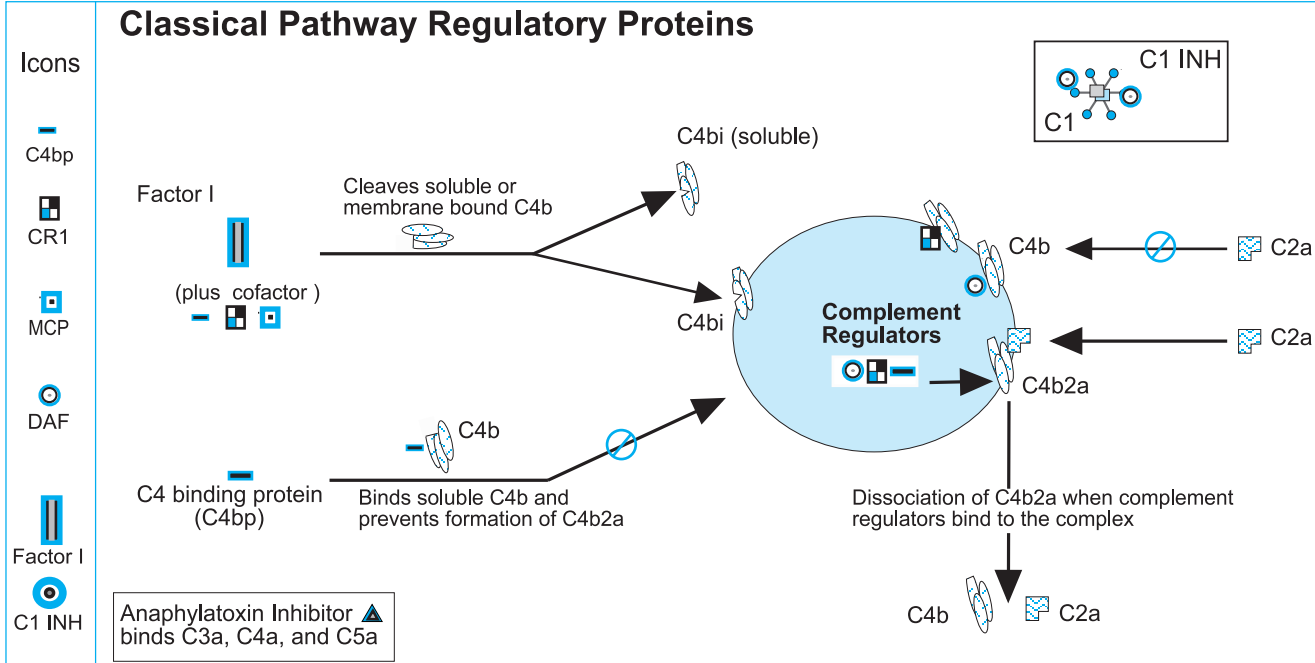 Classical Pathway Regulatory Proteins
Icons
C4bp
CR1
MCP
DAF
Factor I
C1 INH
C1 INH
C1
Factor I
(plus cofactor )
Cleaves soluble or
membrane bound C4b
C4bi (soluble)
C4bi
C4b
C2a
Complement
Regulators
C2a
C4b2a
C4b
C4 binding protein
(C4bp)
Binds soluble C4b and
prevents formation of C4b2a
Dissociation of C4b2a when complement
regulators bind to the complex
C4b
C2a
Anaphylatoxin Inhibitor
binds C3a, C4a, and C5a